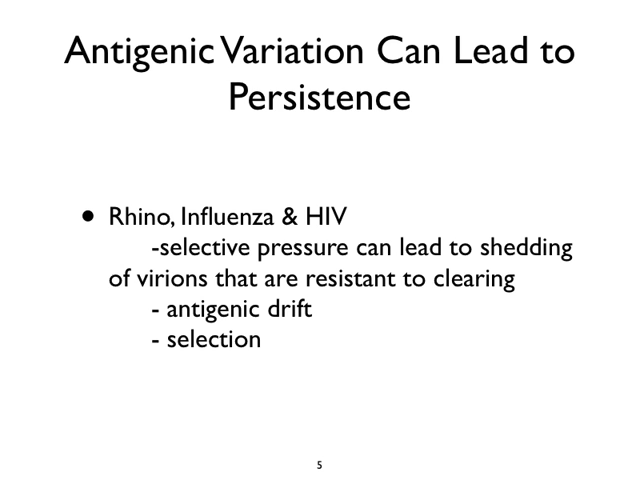 Antigenic Variation Can Lead to
Persistence
• Rhino, Influenza & HIV
-selective pressure can lead to shedding
of virions that are resistant to clearing
- antigenic drift
- selection
5